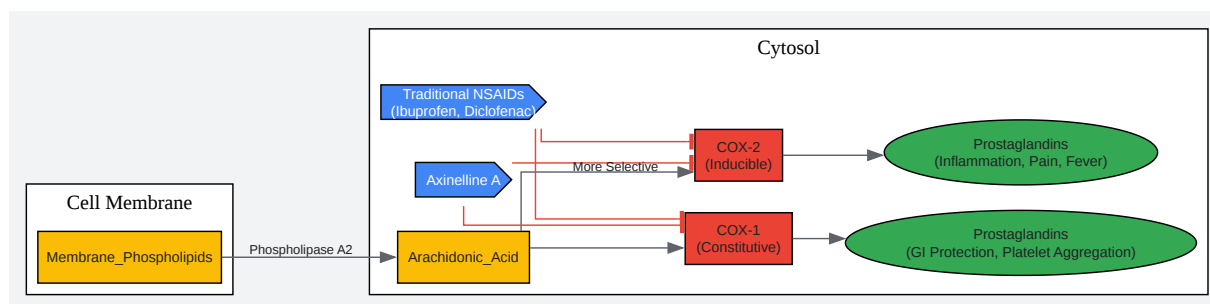 Cytosol
Traditional NSAIDs
(Ibuprofen, Diclofenac)
COX-2
(Inducible)
Prostaglandins
(Inflammation, Pain, Fever)
More Selective
Axinelline A
Cell Membrane
Membrane_Phospholipids
Phospholipase A2
Arachidonic_Acid
COX-1
(Constitutive)
Prostaglandins
(GI Protection, Platelet Aggregation)